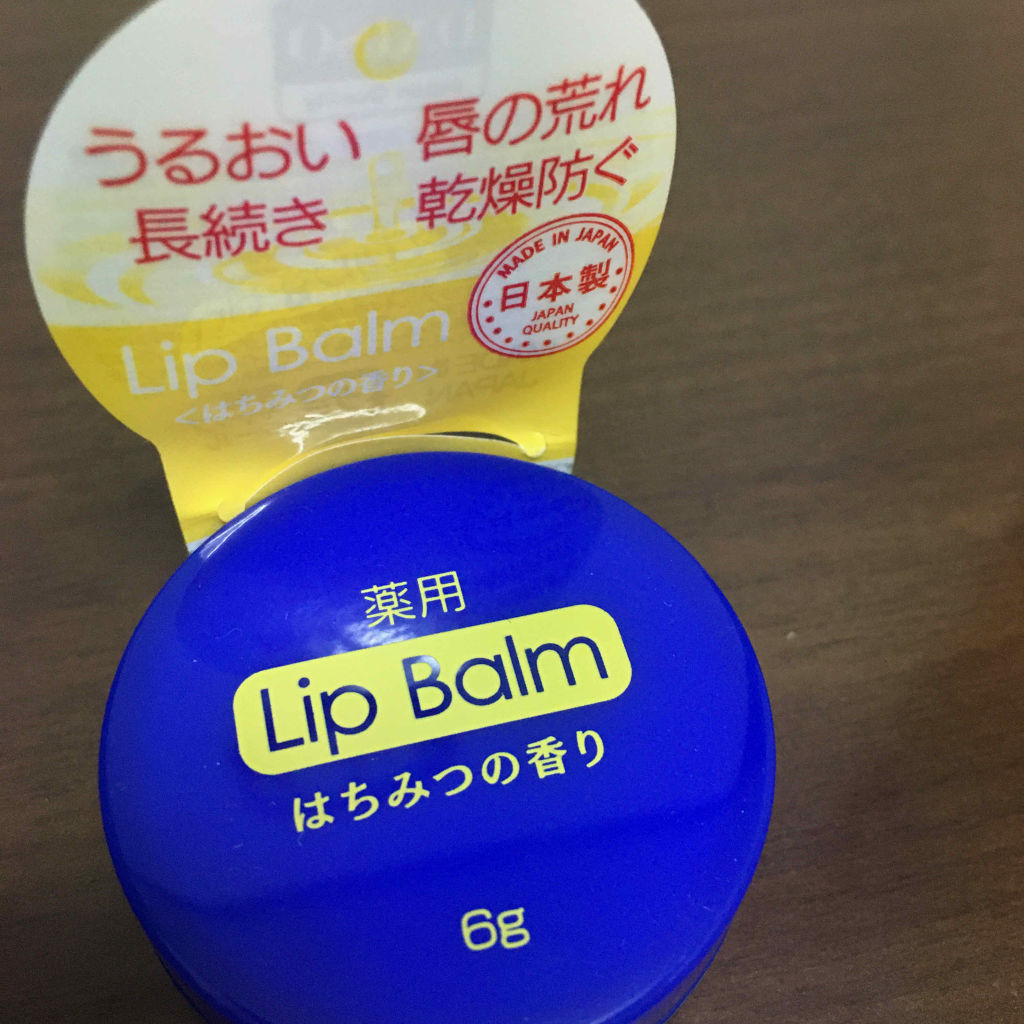 うるおい
長続き
唇の荒れ
乾燥防ぐ
MADE IN JAPAN
日本製
JAPAN
QUALITY
Lip Balm
<はちみつの香り>
薬用
Lip Balm
はちみつの香り
6g